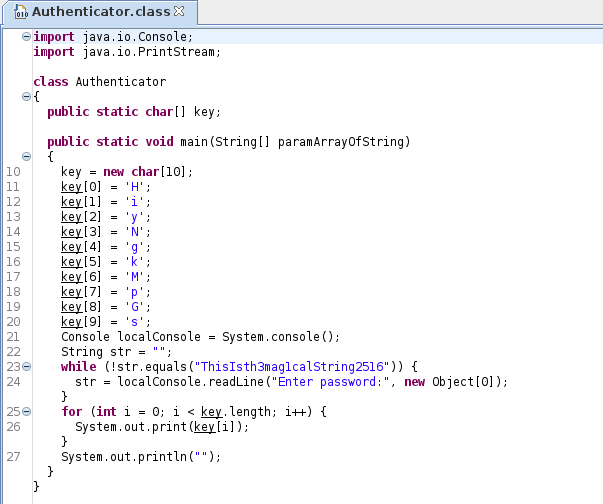 Authenticator.class
import java.io.Console;
import java.io.PrintStream;
class Authenticator
{
public static char[] key;
public static void main(String[] paramArrayOfString)
{
10 key = new char[10];
11 key[0] = 'H';
12 key[1] = 'i';
13 key[2] = 'y';
14 key[3] = 'N';
15 key[4] = 'g';
16 key[5] = 'k';
17 key[6] = 'M';
18 key[7] = 'p';
19 key[8] = 'G';
20 key[9] = 's';
21 Console localConsole = System.console();
22 String str = "";
23 while (!str.equals("ThisIsth3mag1calString2516")) {
24 str = localConsole.readLine("Enter password:", new Object[0]);
}
25 for (int i = 0; i < key.length; i++) {
26 System.out.print(key[i]);
}
27 System.out.println("");
}
}